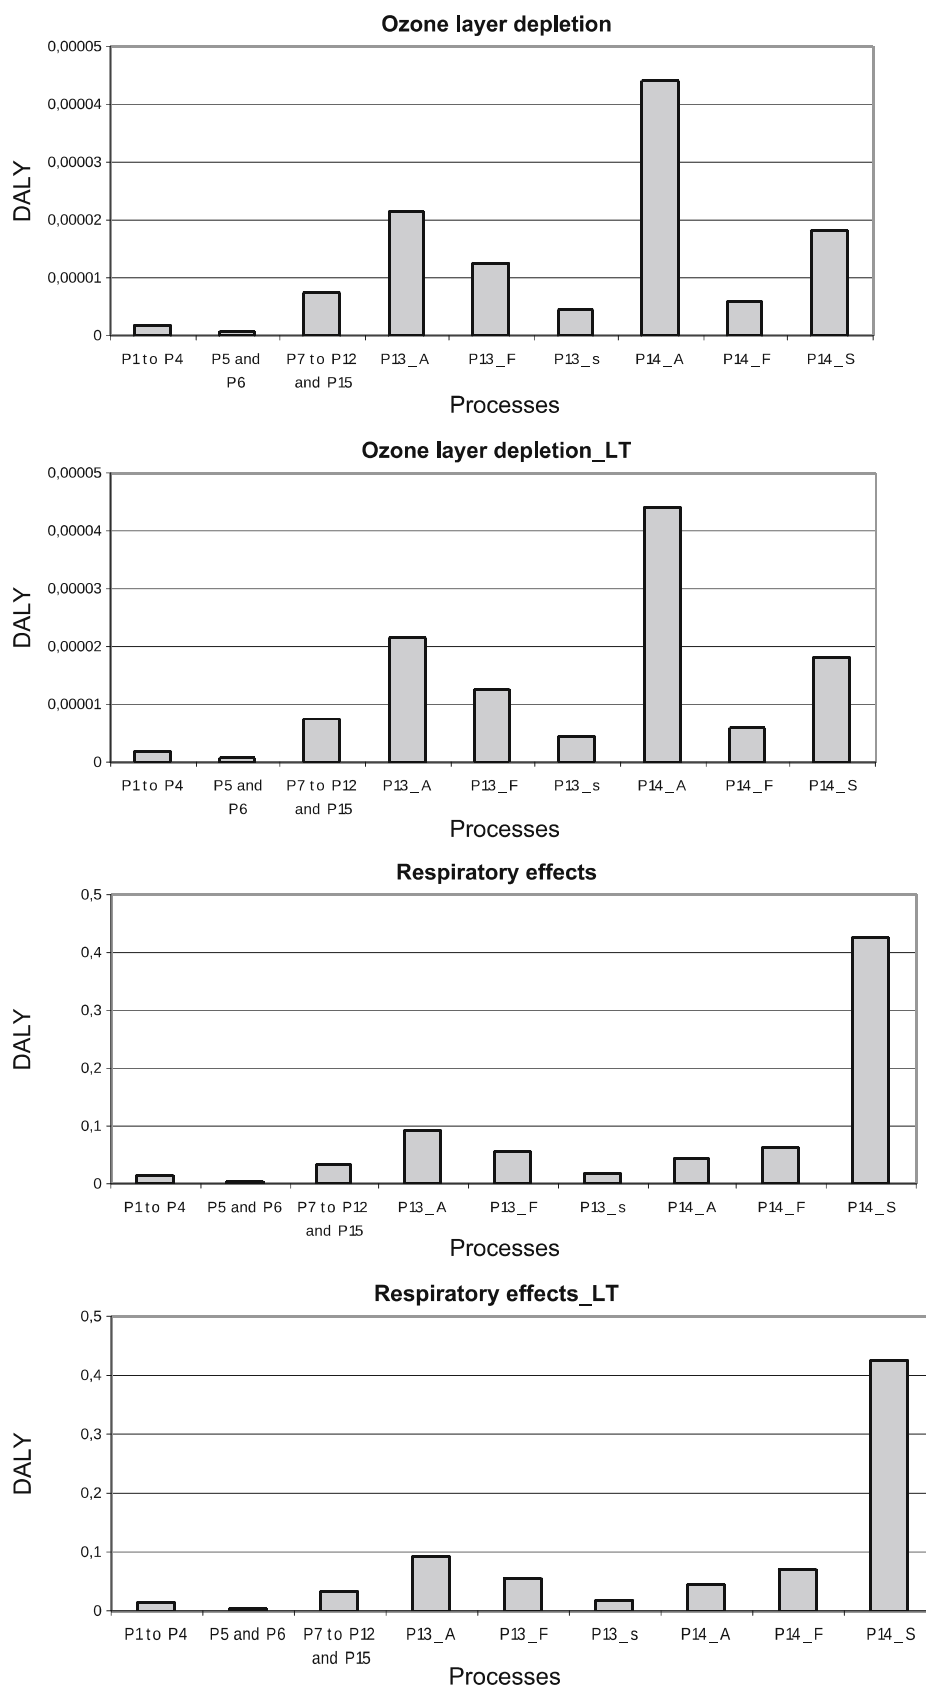 Ozone layer depletion
0,00005
0,00004
0,00003
0,00002
0,00001
0
DALY
P1 to P4 P5 and P7 to P12 P13_A P13_F P13_s P14_A P14_F P14_S
P6 and P15
Processes
Ozone layer depletion_LT
0,00005
0,00004
0,00003
0,00002
0,00001
0
DALY
P1 to P4 P5 and P7 to P12 P13_A P13_F P13_s P14_A P14_F P14_S
P6 and P15
Processes
Respiratory effects
0,5
0,4
0,3
0,2
0,1
0
DALY
P1 to P4 P5 and P6 P7 to P12 P13_A P13_F P13_s P14_A P14_F P14_S
and P15
Processes
Respiratory effects_LT
0,5
0,4
0,3
0,2
0,1
0
DALY
P1 to P4 P5 and P6 P7 to P12 P13_A P13_F P13_s P14_A P14_F P14_S
and P15
Processes